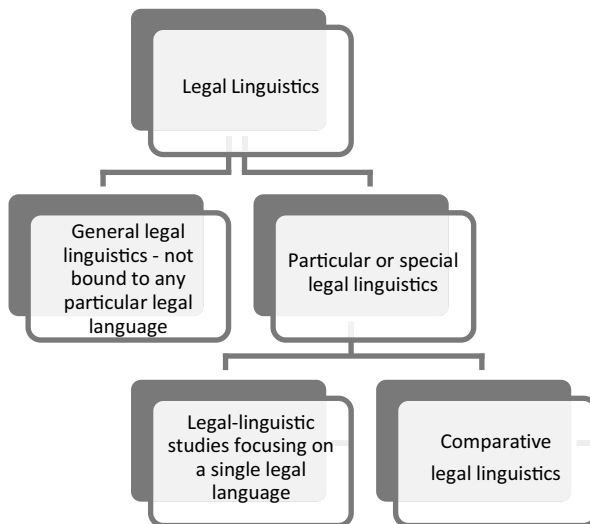 Legal Linguistics
General legal
linguistics - not
bound to any
particular legal
language
Particular or special
legal linguistics
Legal-linguistic
studies focusing on
a single legal
language
Comparative
legal linguistics